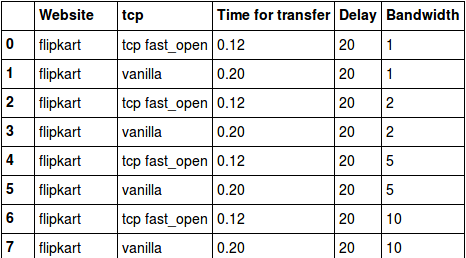 Website tcp Time for transfer Delay Bandwidth
0 flipkart tcp fast_open 0.12 20 1
1 flipkart vanilla 0.20 20 1
2 flipkart tcp fast_open 0.12 20 2
3 flipkart vanilla 0.20 20 2
4 flipkart tcp fast_open 0.12 20 5
5 flipkart vanilla 0.20 20 5
6 flipkart tcp fast_open 0.12 20 10
7 flipkart vanilla 0.20 20 10